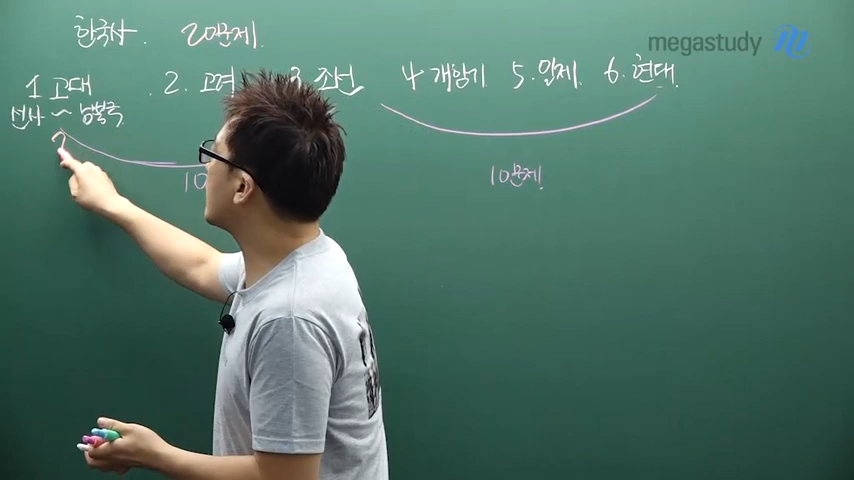 한국사. 20문제.
megastudy
1. 고대 2. 고려 3. 조선 4. 개항기 5. 일제. 6. 현대.
선사 ~ 남북국
10
10문제